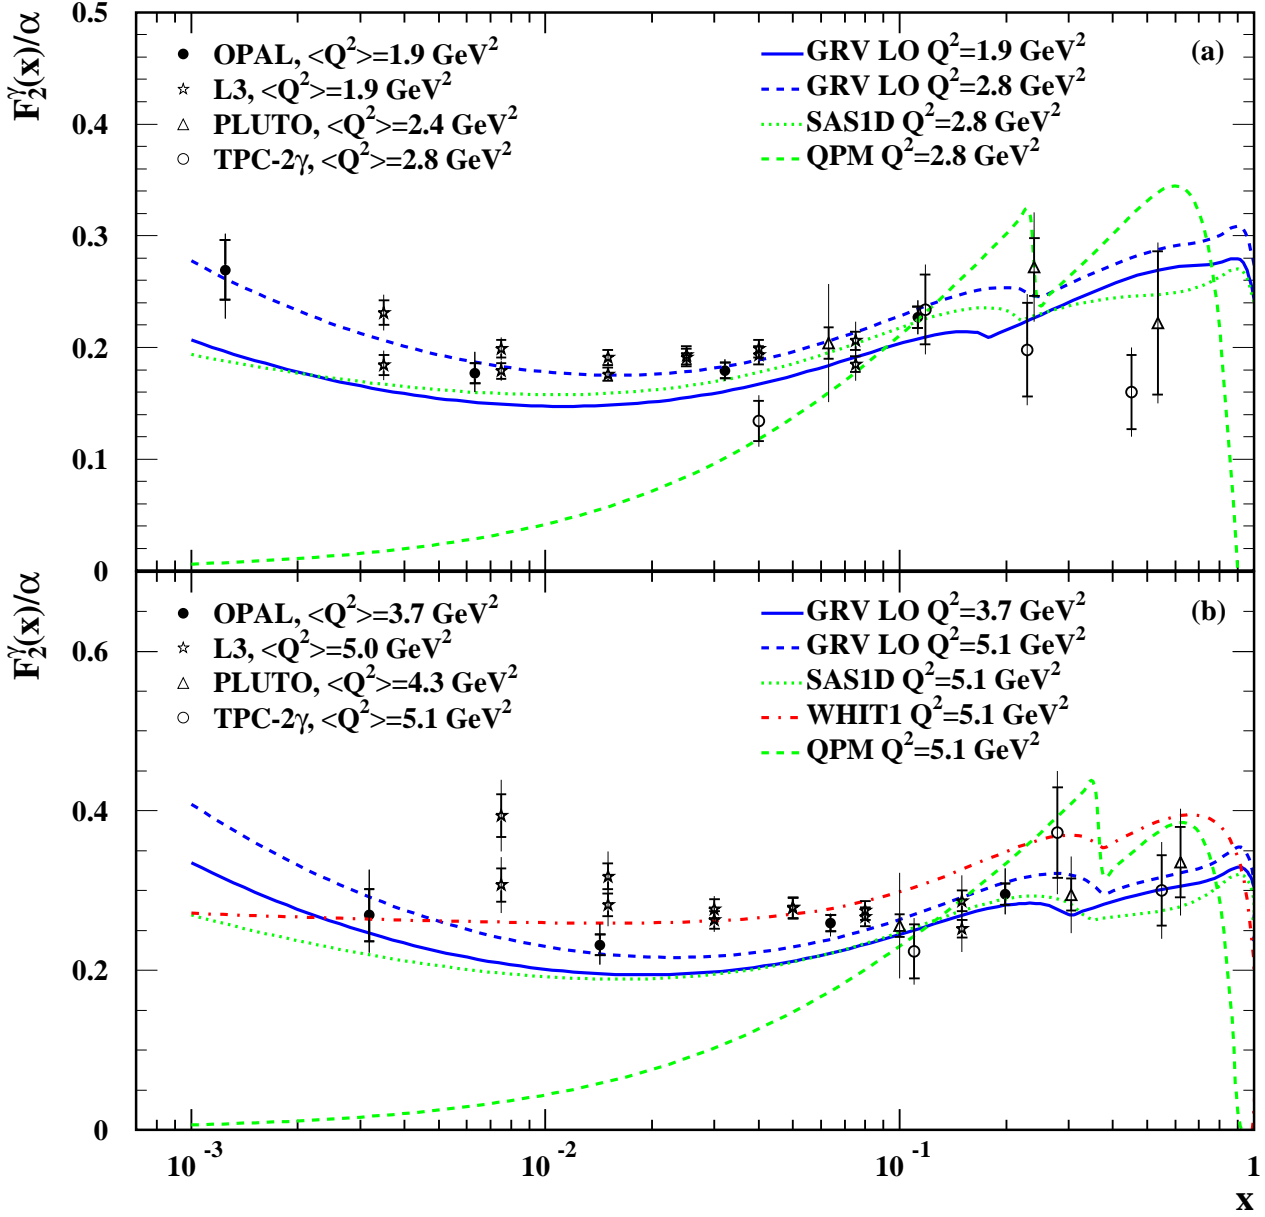 F₂^γ(x)/α
0.5
0.4
0.3
0.2
0.1
0
OPAL, <Q²>=1.9 GeV²
L3, <Q²>=1.9 GeV²
PLUTO, <Q²>=2.4 GeV²
TPC-2γ, <Q²>=2.8 GeV²
GRV LO Q²=1.9 GeV²
GRV LO Q²=2.8 GeV²
SAS1D Q²=2.8 GeV²
QPM Q²=2.8 GeV²
(a)
F₂^γ(x)/α
0.6
0.4
0.2
0
OPAL, <Q²>=3.7 GeV²
L3, <Q²>=5.0 GeV²
PLUTO, <Q²>=4.3 GeV²
TPC-2γ, <Q²>=5.1 GeV²
GRV LO Q²=3.7 GeV²
GRV LO Q²=5.1 GeV²
SAS1D Q²=5.1 GeV²
WHIT1 Q²=5.1 GeV²
QPM Q²=5.1 GeV²
(b)
10⁻³ 10⁻² 10⁻¹ 1
x